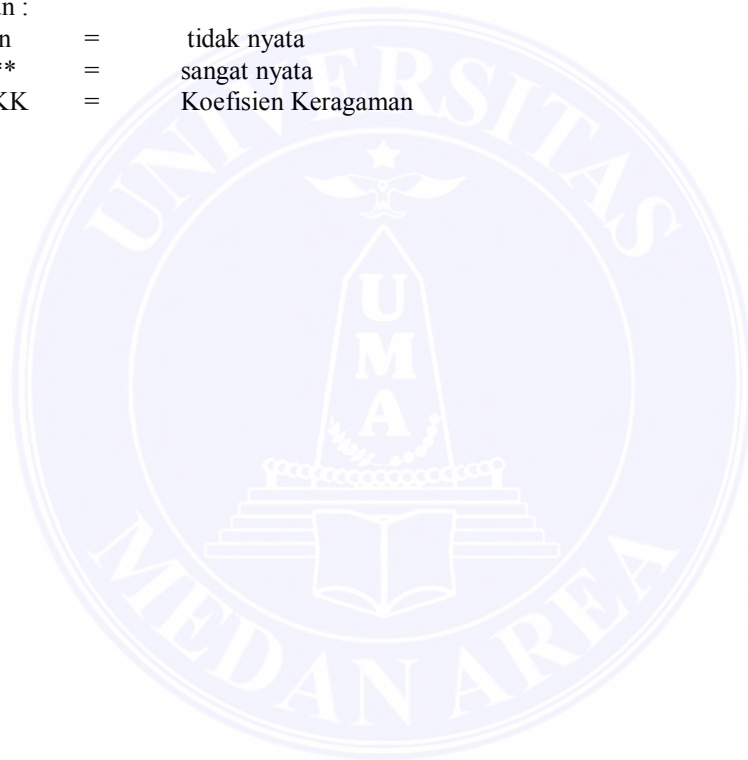 n :
n = tidak nyata
* = sangat nyata
KK = Koefisien Keragaman
UNIVERSITAS
UMA
MEDAN AREA